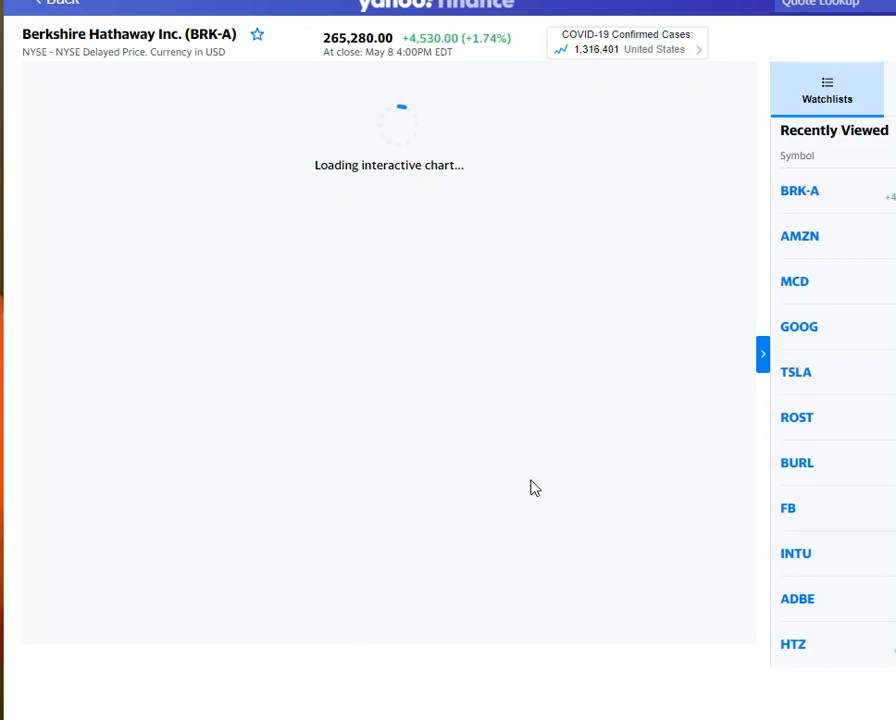 Back
yahoo! finance
Quote Lookup
Berkshire Hathaway Inc. (BRK-A)
NYSE - NYSE Delayed Price. Currency in USD
265,280.00 +4,530.00 (+1.74%)
At close: May 8 4:00PM EDT
COVID-19 Confirmed Cases:
1,316,401 United States
Watchlists
Loading interactive chart...
Recently Viewed
Symbol
BRK-A
+4
AMZN
MCD
GOOG
TSLA
ROST
BURL
FB
INTU
ADBE
HTZ